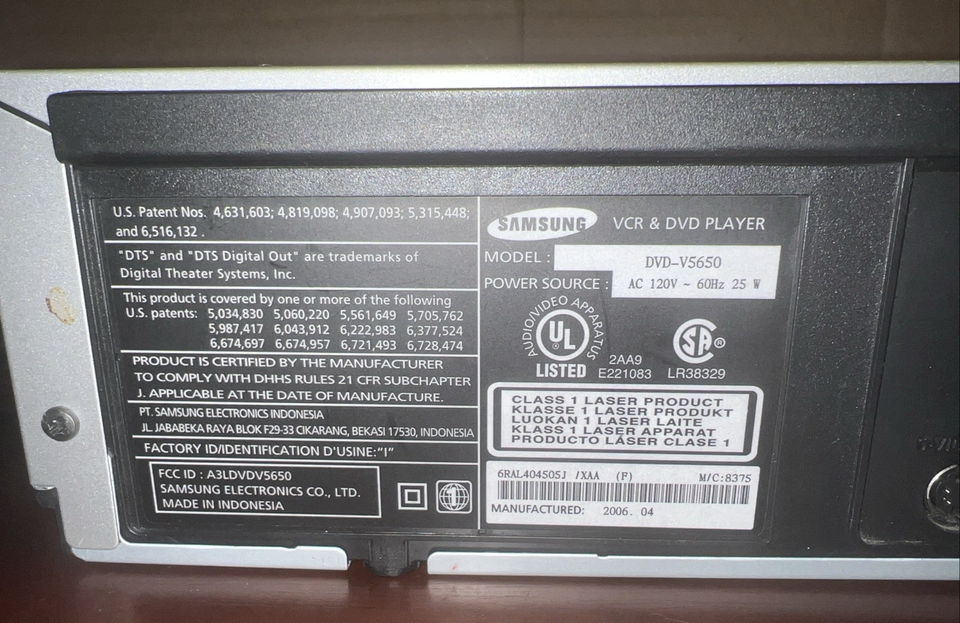 U.S. Patent Nos. 4,631,603; 4,819,098; 4,907,093; 5,315,448;
and 6,516,132 .
"DTS" and "DTS Digital Out" are trademarks of
Digital Theater Systems, Inc.
This product is covered by one or more of the following
U.S. patents: 5,034,830 5,060,220 5,561,649 5,705,762
5,987,417 6,043,912 6,222,983 6,377,524
6,674,697 6,674,957 6,721,493 6,728,474
PRODUCT IS CERTIFIED BY THE MANUFACTURER
TO COMPLY WITH DHHS RULES 21 CFR SUBCHAPTER
J. APPLICABLE AT THE DATE OF MANUFACTURE.
PT. SAMSUNG ELECTRONICS INDONESIA
JL. JABABEKA RAYA BLOK F29-33 CIKARANG, BEKASI 17530, INDONESIA
FACTORY ID/IDENTIFICATION D'USINE:"I"
FCC ID : A3LDVDV5650
SAMSUNG ELECTRONICS CO., LTD.
MADE IN INDONESIA
1
SAMSUNG VCR & DVD PLAYER
MODEL : DVD-V5650
POWER SOURCE : AC 120V ~ 60Hz 25 W
AUDIO/VIDEO APPARATUS
UL
LISTED
2AA9
E221083
SA
LR38329
CLASS 1 LASER PRODUCT
KLASSE 1 LASER PRODUKT
LUOKAN 1 LASER LAITE
KLASS 1 LASER APPARAT
PRODUCTO LÁSER CLASE 1
6RAL404505J /XAA (F) M/C:8375
MANUFACTURED: 2006. 04